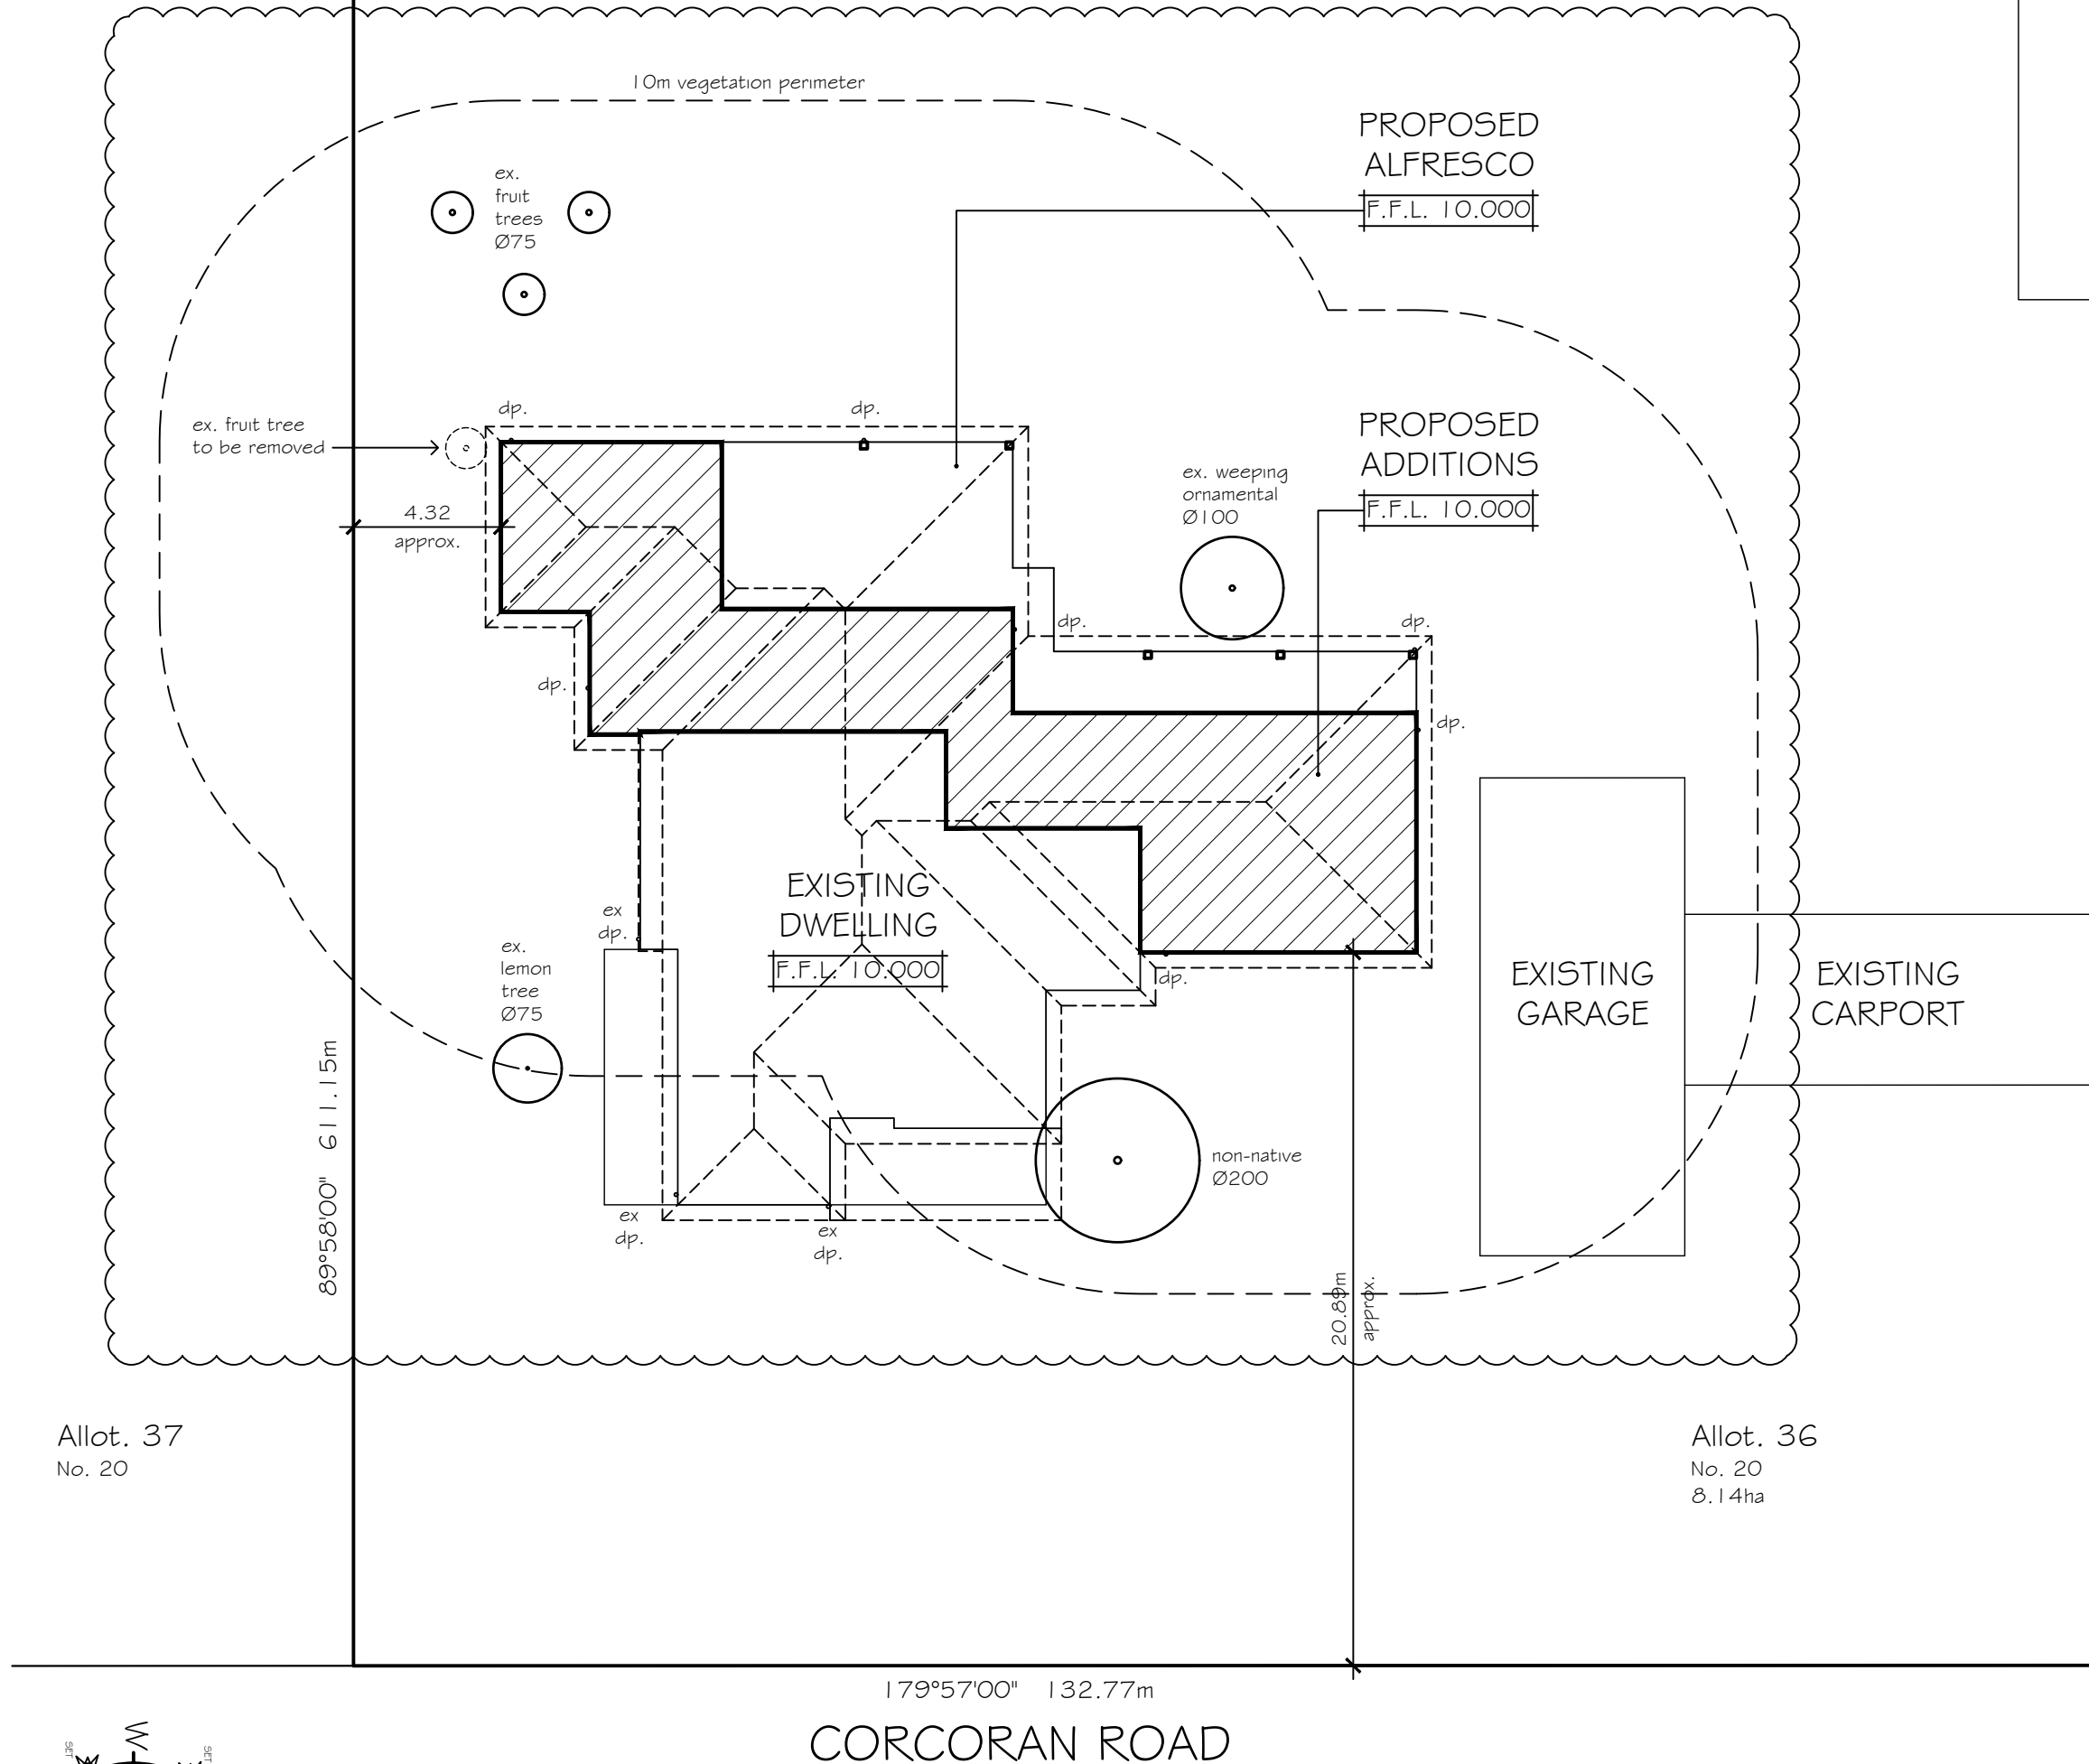 10m vegetation perimeter
PROPOSED
ALFRESCO
F.F.L. 10.000
ex.
fruit
trees
Ø75
ex. fruit tree
to be removed
dp.
dp.
PROPOSED
ADDITIONS
F.F.L. 10.000
ex. weeping
ornamental
Ø100
4.32
approx.
dp.
dp.
dp.
dp.
EXISTING
DWELLING
F.F.L. 10.000
ex
dp.
ex.
lemon
tree
Ø75
dp.
EXISTING
GARAGE
EXISTING
CARPORT
89°58'00" 611.15m
non-native
Ø200
ex
dp.
ex
dp.
20.89m
approx.
Allot. 37
No. 20
Allot. 36
No. 20
8.14ha
179°57'00" 132.77m
CORCORAN ROAD
W
SET
SET